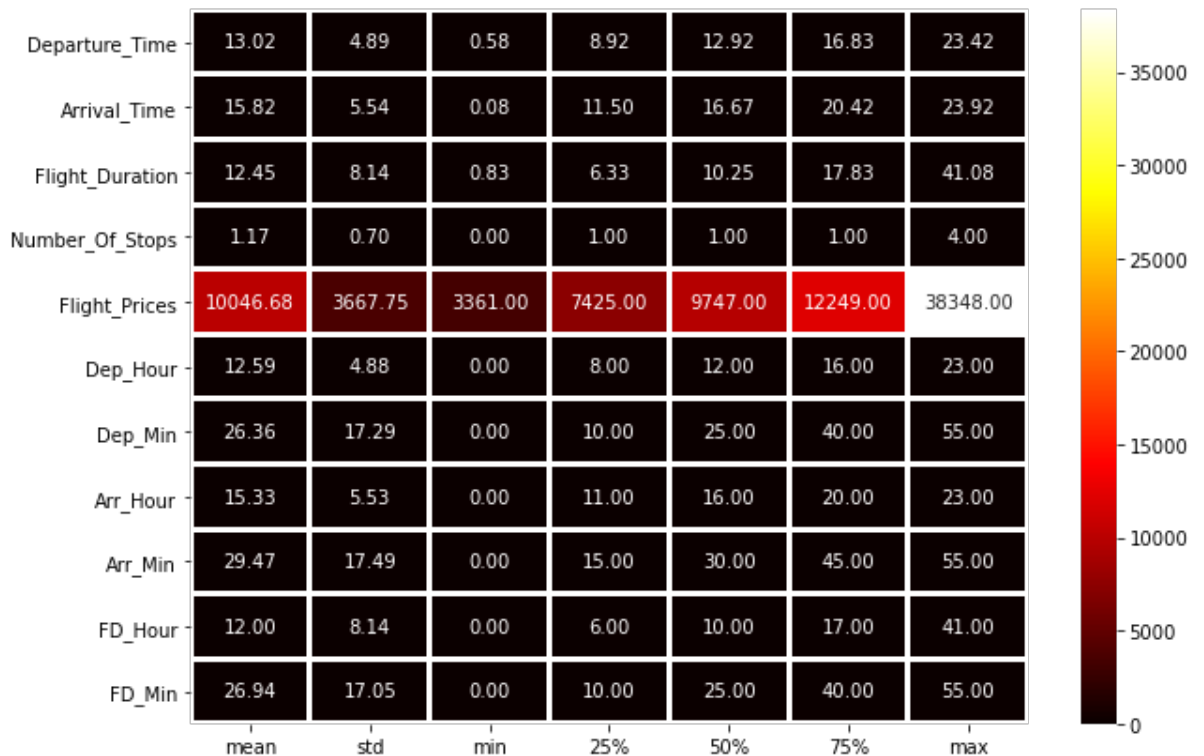 Departure_Time 13.02 4.89 0.58 8.92 12.92 16.83 23.42
Arrival_Time 15.82 5.54 0.08 11.50 16.67 20.42 23.92
Flight_Duration 12.45 8.14 0.83 6.33 10.25 17.83 41.08
Number_Of_Stops 1.17 0.70 0.00 1.00 1.00 1.00 4.00
Flight_Prices 10046.68 3667.75 3361.00 7425.00 9747.00 12249.00 38348.00
Dep_Hour 12.59 4.88 0.00 8.00 12.00 16.00 23.00
Dep_Min 26.36 17.29 0.00 10.00 25.00 40.00 55.00
Arr_Hour 15.33 5.53 0.00 11.00 16.00 20.00 23.00
Arr_Min 29.47 17.49 0.00 15.00 30.00 45.00 55.00
FD_Hour 12.00 8.14 0.00 6.00 10.00 17.00 41.00
FD_Min 26.94 17.05 0.00 10.00 25.00 40.00 55.00
mean std min 25% 50% 75% max
35000
30000
25000
20000
15000
10000
5000
0